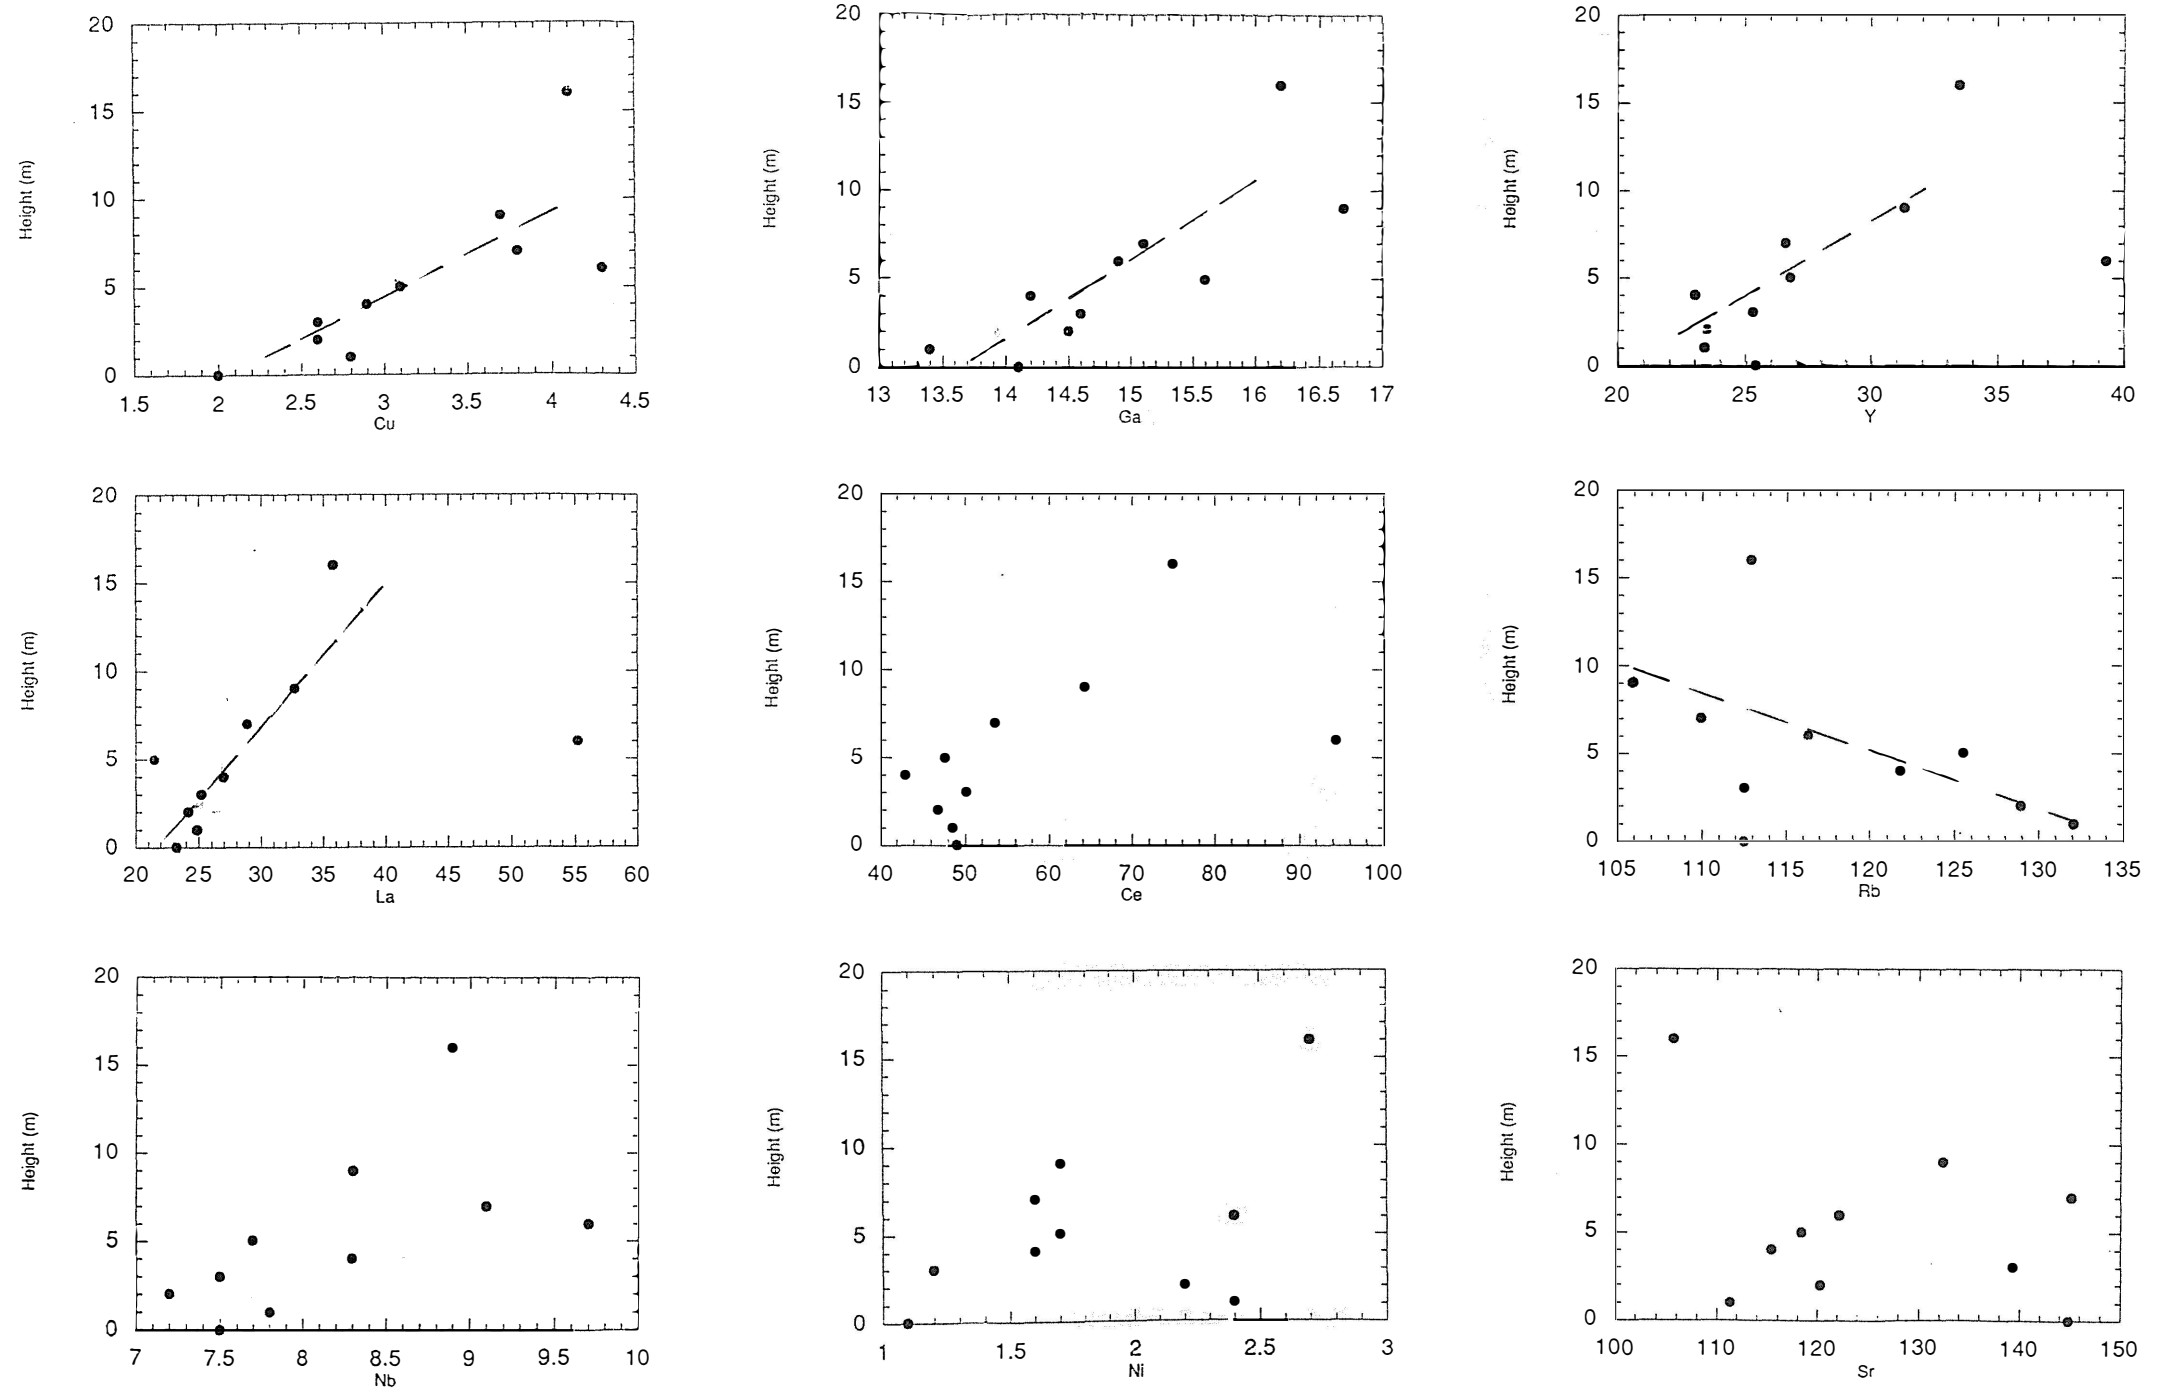 20
15
10
5
0
Height (m)
1.5 2 2.5 3 3.5 4 4.5
Cu
20
15
10
5
0
Height (m)
13 13.5 14 14.5 15 15.5 16 16.5 17
Ga
20
15
10
5
0
Height (m)
20 25 30 35 40
Y
20
15
10
5
0
Height (m)
20 25 30 35 40 45 50 55 60
La
20
15
10
5
0
Height (m)
40 50 60 70 80 90 100
Ce
20
15
10
5
0
Height (m)
105 110 115 120 125 130 135
Rb
20
15
10
5
0
Height (m)
7 7.5 8 8.5 9 9.5 10
Nb
20
15
10
5
0
Height (m)
1 1.5 2 2.5 3
Ni
20
15
10
5
0
Height (m)
100 110 120 130 140 150
Sr